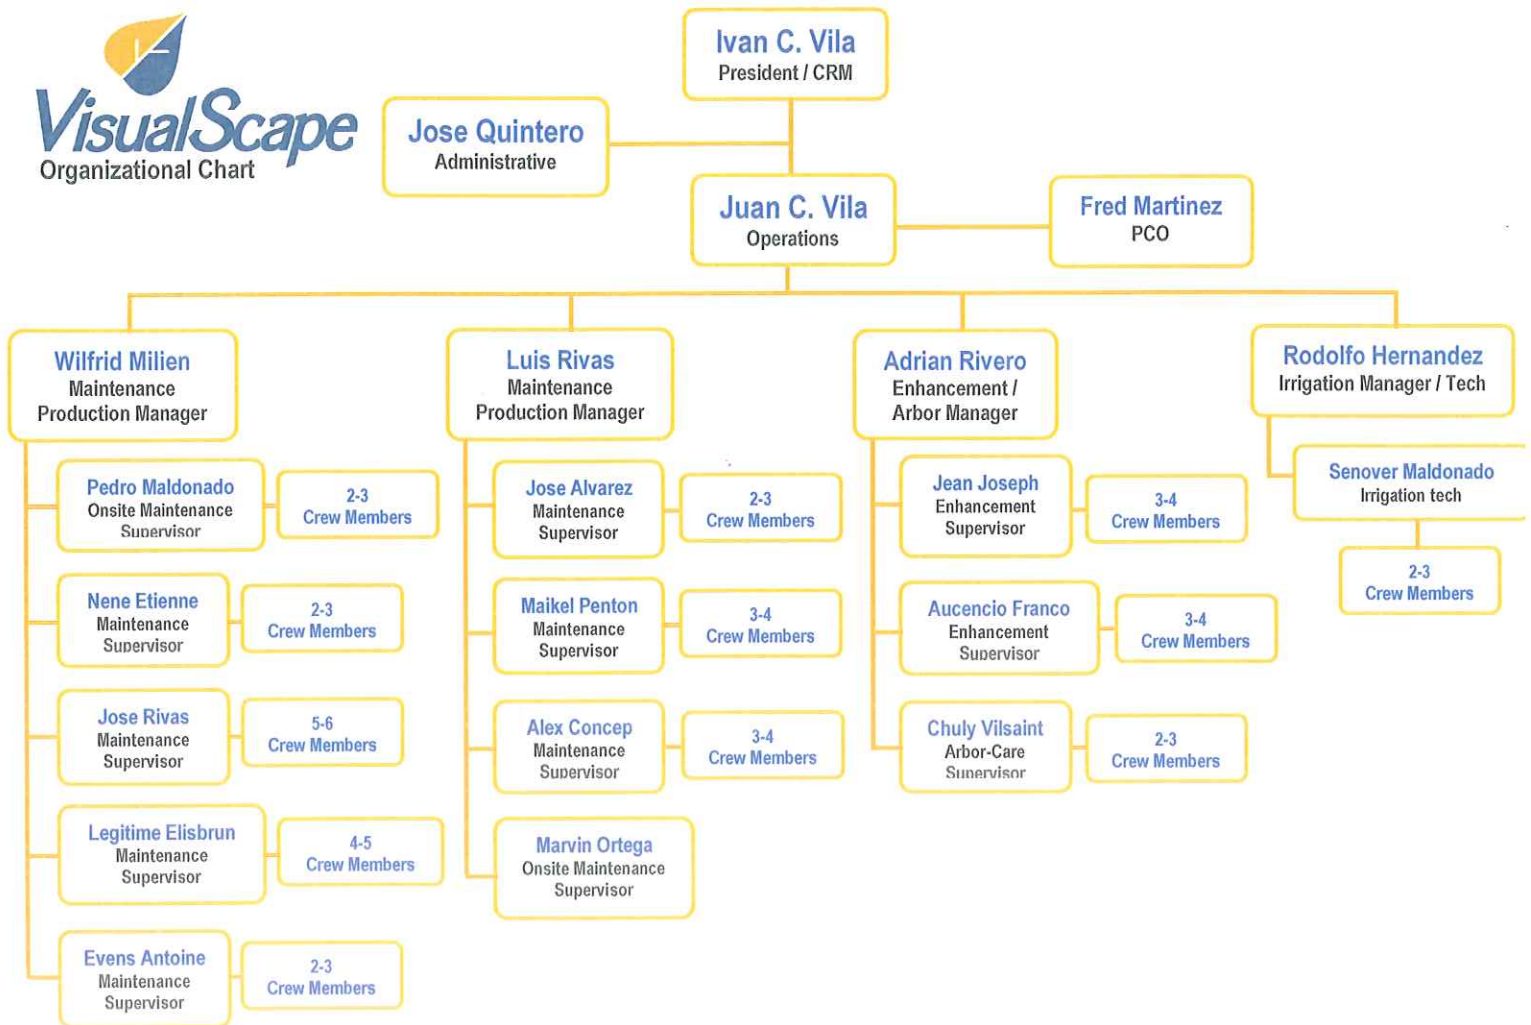 VisualScape
Organizational Chart
Ivan C. Vila
President / CRM
Jose Quintero
Administrative
Juan C. Vila
Operations
Fred Martinez
PCO
Wilfrid Milien
Maintenance
Production Manager
Pedro Maldonado
Onsite Maintenance
Supervisor
2-3
Crew Members
Nene Etienne
Maintenance
Supervisor
2-3
Crew Members
Jose Rivas
Maintenance
Supervisor
5-6
Crew Members
Legitime Elisbrun
Maintenance
Supervisor
4-5
Crew Members
Evens Antoine
Maintenance
Supervisor
2-3
Crew Members
Luis Rivas
Maintenance
Production Manager
Jose Alvarez
Maintenance
Supervisor
2-3
Crew Members
Maikel Penton
Maintenance
Supervisor
3-4
Crew Members
Alex Concep
Maintenance
Supervisor
3-4
Crew Members
Marvin Ortega
Onsite Maintenance
Supervisor
Adrian Rivero
Enhancement /
Arbor Manager
Jean Joseph
Enhancement
Supervisor
3-4
Crew Members
Aucencio Franco
Enhancement
Supervisor
3-4
Crew Members
Chuly Vilsaint
Arbor-Care
Supervisor
2-3
Crew Members
Rodolfo Hernandez
Irrigation Manager / Tech
Senover Maldonado
Irrigation tech
2-3
Crew Members